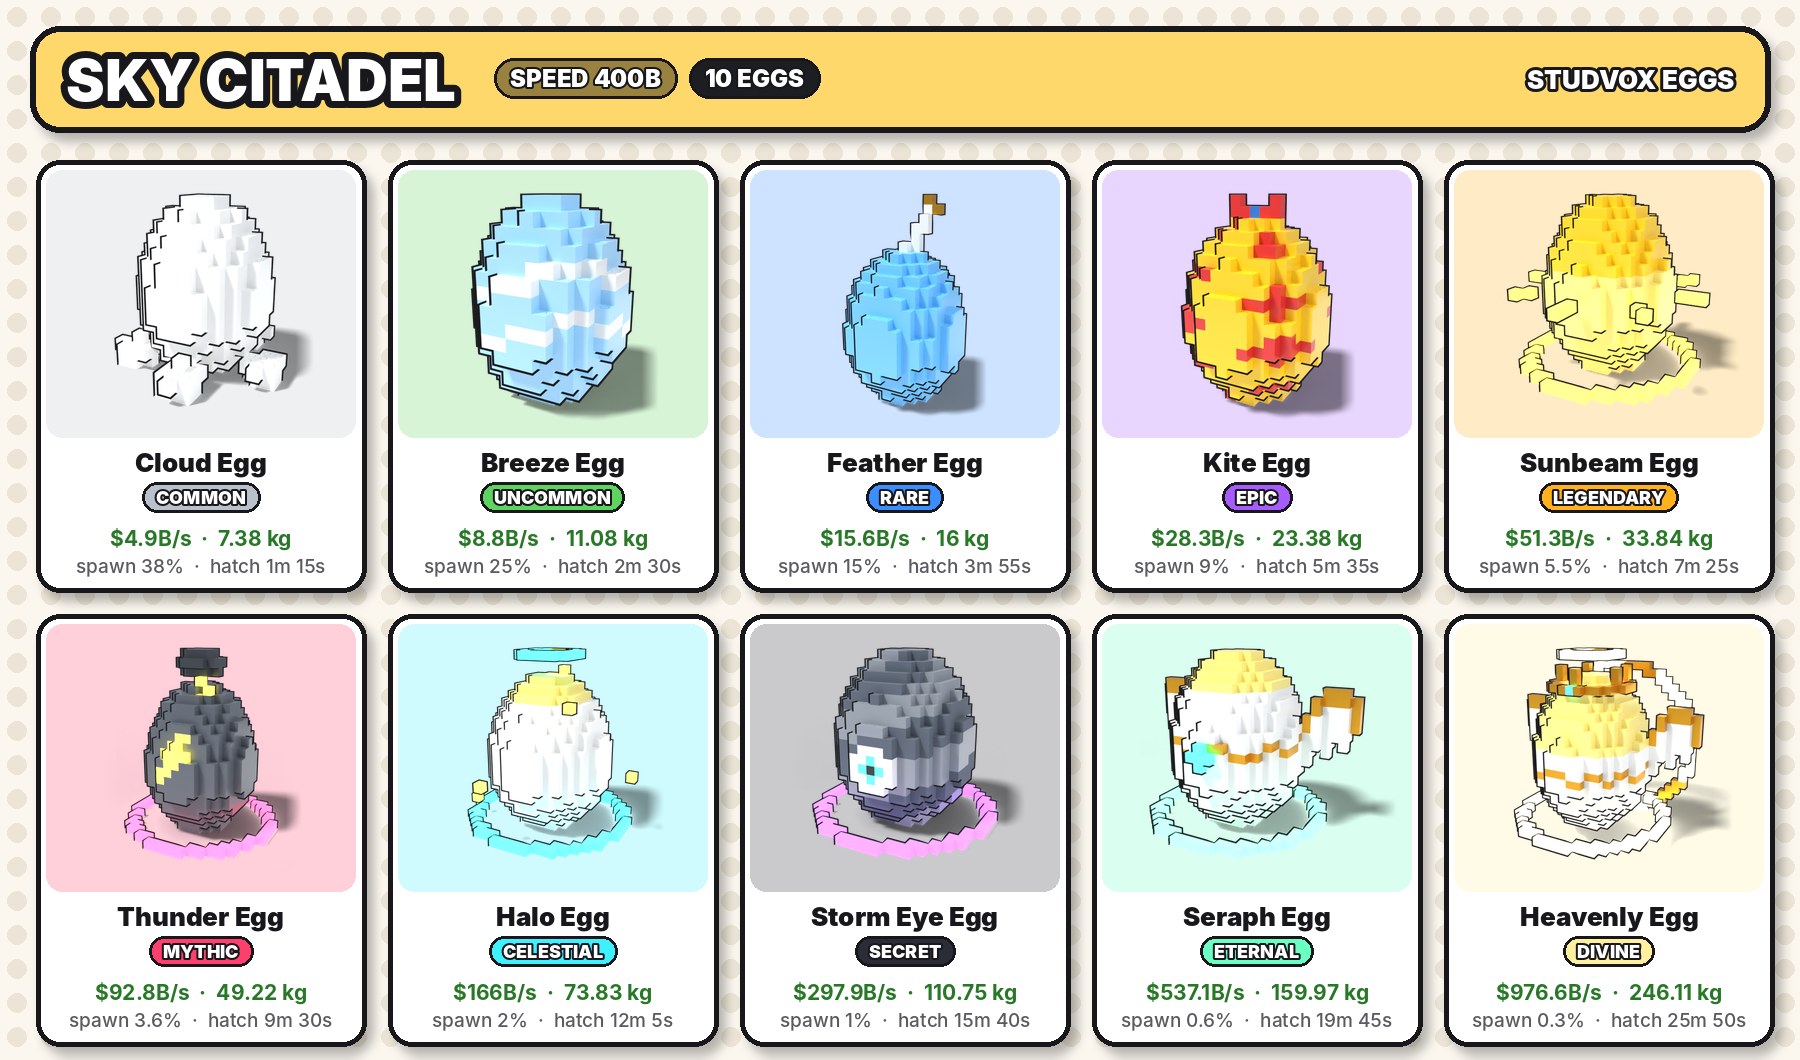 SKY CITADEL SPEED 400B 10 EGGS STUDVOX EGGS
Cloud Egg
COMMON
$4.9B/s · 7.38 kg
spawn 38% · hatch 1m 15s
Breeze Egg
UNCOMMON
$8.8B/s · 11.08 kg
spawn 25% · hatch 2m 30s
Feather Egg
RARE
$15.6B/s · 16 kg
spawn 15% · hatch 3m 55s
Kite Egg
EPIC
$28.3B/s · 23.38 kg
spawn 9% · hatch 5m 35s
Sunbeam Egg
LEGENDARY
$51.3B/s · 33.84 kg
spawn 5.5% · hatch 7m 25s
Thunder Egg
MYTHIC
$92.8B/s · 49.22 kg
spawn 3.6% · hatch 9m 30s
Halo Egg
CELESTIAL
$166B/s · 73.83 kg
spawn 2% · hatch 12m 5s
Storm Eye Egg
SECRET
$297.9B/s · 110.75 kg
spawn 1% · hatch 15m 40s
Seraph Egg
ETERNAL
$537.1B/s · 159.97 kg
spawn 0.6% · hatch 19m 45s
Heavenly Egg
DIVINE
$976.6B/s · 246.11 kg
spawn 0.3% · hatch 25m 50s